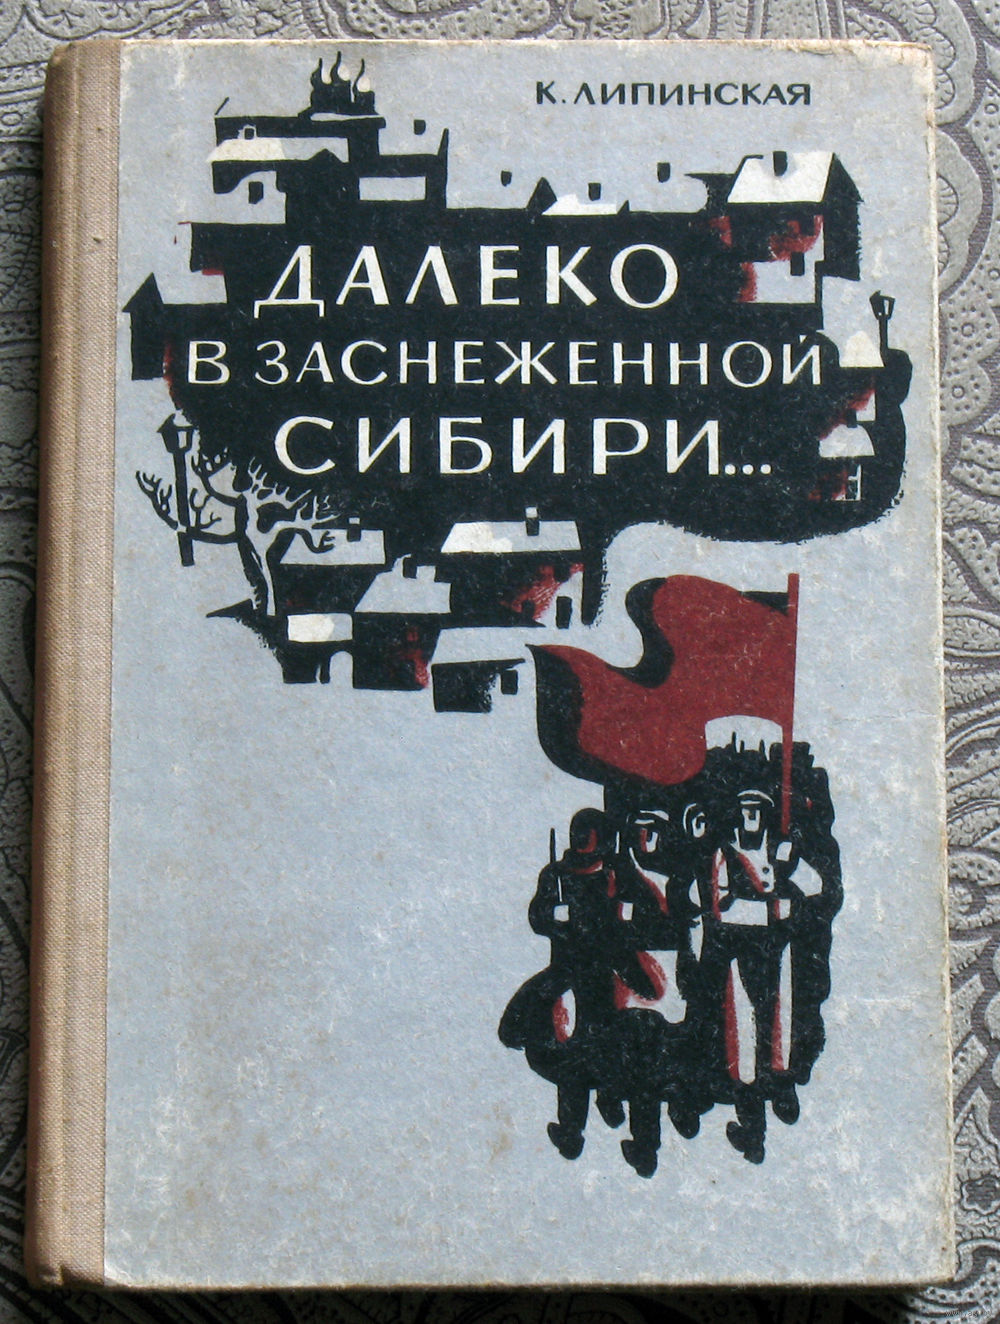 К. ЛИПИНСКАЯ
ДАЛЕКО
В ЗАСНЕЖЕННОЙ
СИБИРИ...